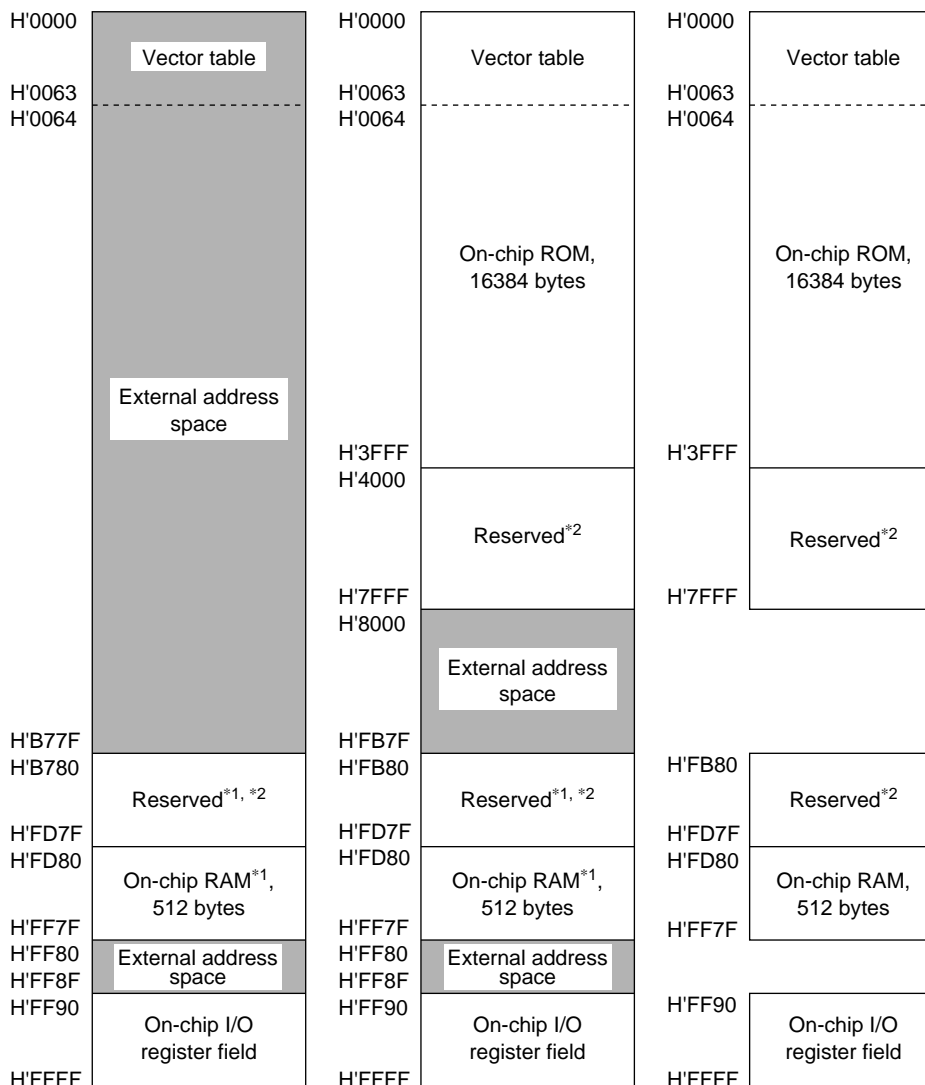 H'0000
Vector table
H'0063
H'0064
External address
space
H'B77F
H'B780
Reserved*1, *2
H'FD7F
H'FD80
On-chip RAM*1,
512 bytes
H'FF7F
H'FF80
External address
space
H'FF8F
H'FF90
On-chip I/O
register field
H'FFFF
H'0000
Vector table
H'0063
H'0064
On-chip ROM,
16384 bytes
H'3FFF
H'4000
Reserved*2
H'7FFF
H'8000
External address
space
H'FB7F
H'FB80
Reserved*1, *2
H'FD7F
H'FD80
On-chip RAM*1,
512 bytes
H'FF7F
H'FF80
External address
space
H'FF8F
H'FF90
On-chip I/O
register field
H'FFFF
H'0000
Vector table
H'0063
H'0064
On-chip ROM,
16384 bytes
H'3FFF
Reserved*2
H'7FFF
H'FB80
Reserved*2
H'FD7F
H'FD80
On-chip RAM,
512 bytes
H'FF7F
H'FF90
On-chip I/O
register field
H'FFFF